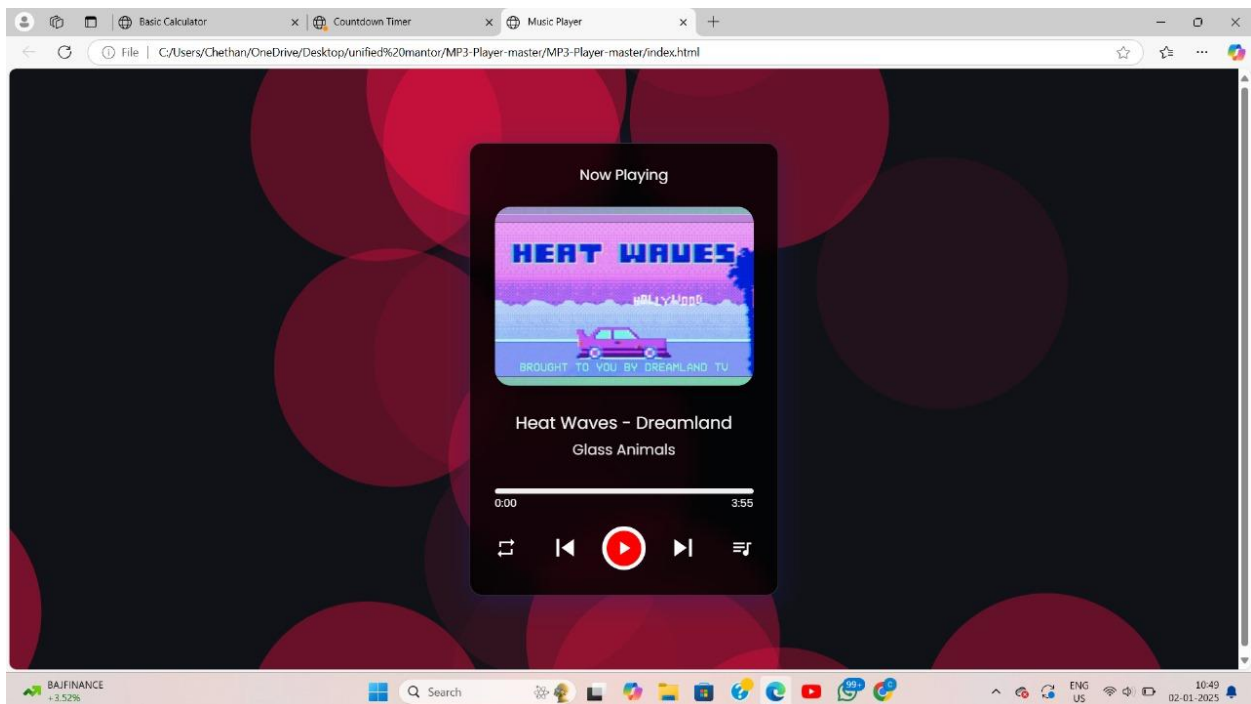 Basic Calculator
Countdown Timer
Music Player
File
C:/Users/Chethan/OneDrive/Desktop/unified%20mantor/MP3-Player-master/MP3-Player-master/index.html
Now Playing
HEAT WAVES
HOLLYWOOD
BROUGHT TO YOU BY DREAMLAND TV
Heat Waves - Dreamland
Glass Animals
0:00 3:55
BAJFINANCE
+3.52%
Search
99+
C
ENG
US
10:49
02-01-2025